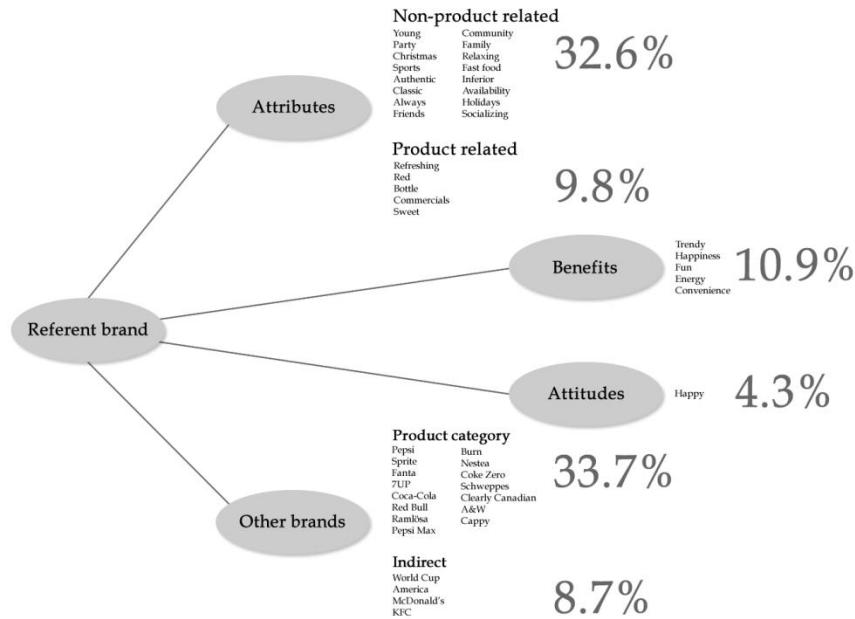 Non-product related
Young Community
Party Family
Christmas Relaxing
Sports Fast food
Authentic Inferior
Classic Availability
Always Holidays
Friends Socializing
32.6%
Attributes
Product related
Refreshing
Red
Bottle
Commercials
Sweet
9.8%
Benefits
Trendy
Happiness
Fun
Energy
Convenience
10.9%
Referent brand
Attitudes
Happy
4.3%
Product category
Pepsi Burn
Sprite Nestea
Fanta Coke Zero
7UP Schweppes
Coca-Cola Clearly Canadian
Red Bull A&W
Ramlösa Cappy
Pepsi Max
33.7%
Other brands
Indirect
World Cup
America
McDonald's
KFC
8.7%